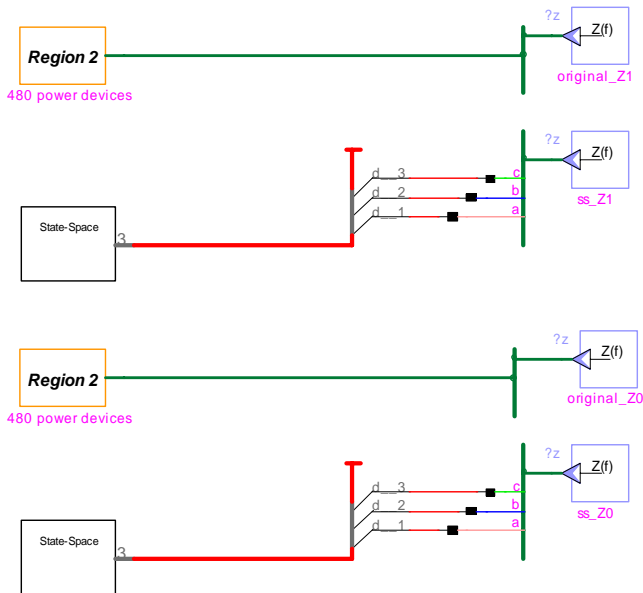 ?z
Z(f)
Region 2
original_Z1
480 power devices
?z
Z(f)
d__3
c
d__2
b
ss_Z1
d__1
a
State-Space
3
?z
Z(f)
Region 2
original_Z0
480 power devices
?z
Z(f)
d__3
c
d__2
b
ss_Z0
d__1
a
State-Space
3